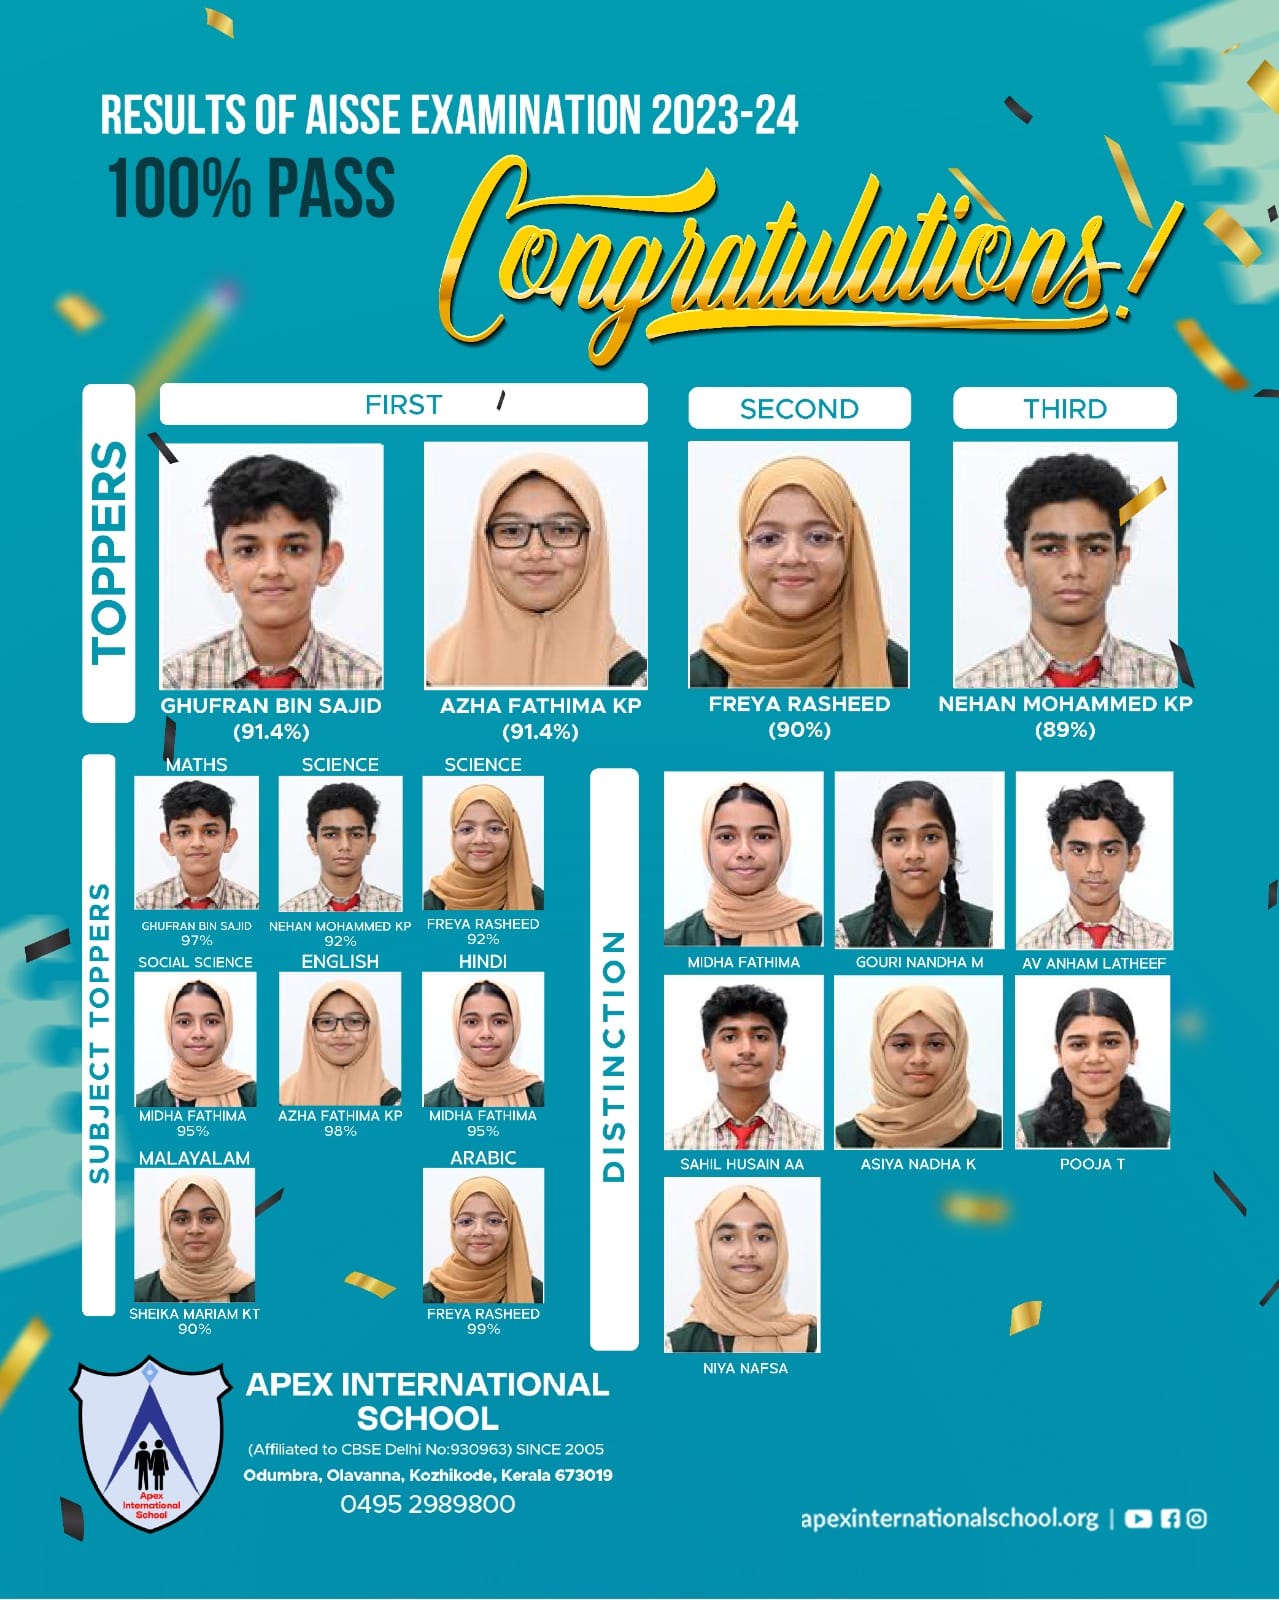 RESULTS OF AISSE EXAMINATION 2023-24
100% PASS
Congratulations!
TOPPERS
FIRST
SECOND
THIRD
GHUFRAN BIN SAJID
(91.4%)
AZHA FATHIMA KP
(91.4%)
FREYA RASHEED
(90%)
NEHAN MOHAMMED KP
(89%)
SUBJECT TOPPERS
MATHS
SCIENCE
SCIENCE
GHUFRAN BIN SAJID
97%
NEHAN MOHAMMED KP
92%
FREYA RASHEED
92%
SOCIAL SCIENCE
ENGLISH
HINDI
MIDHA FATHIMA
95%
AZHA FATHIMA KP
98%
MIDHA FATHIMA
95%
MALAYALAM
ARABIC
SHEIKA MARIAM KT
90%
FREYA RASHEED
99%
DISTINCTION
MIDHA FATHIMA
GOURI NANDHA M
AV ANHAM LATHEEF
SAHIL HUSAIN AA
ASIYA NADHA K
POOJA T
NIYA NAFSA
Apex
International
School
APEX INTERNATIONAL
SCHOOL
(Affiliated to CBSE Delhi No:930963) SINCE 2005
Odumbra, Olavanna, Kozhikode, Kerala 673019
0495 2989800
apexinternationalschool.org |